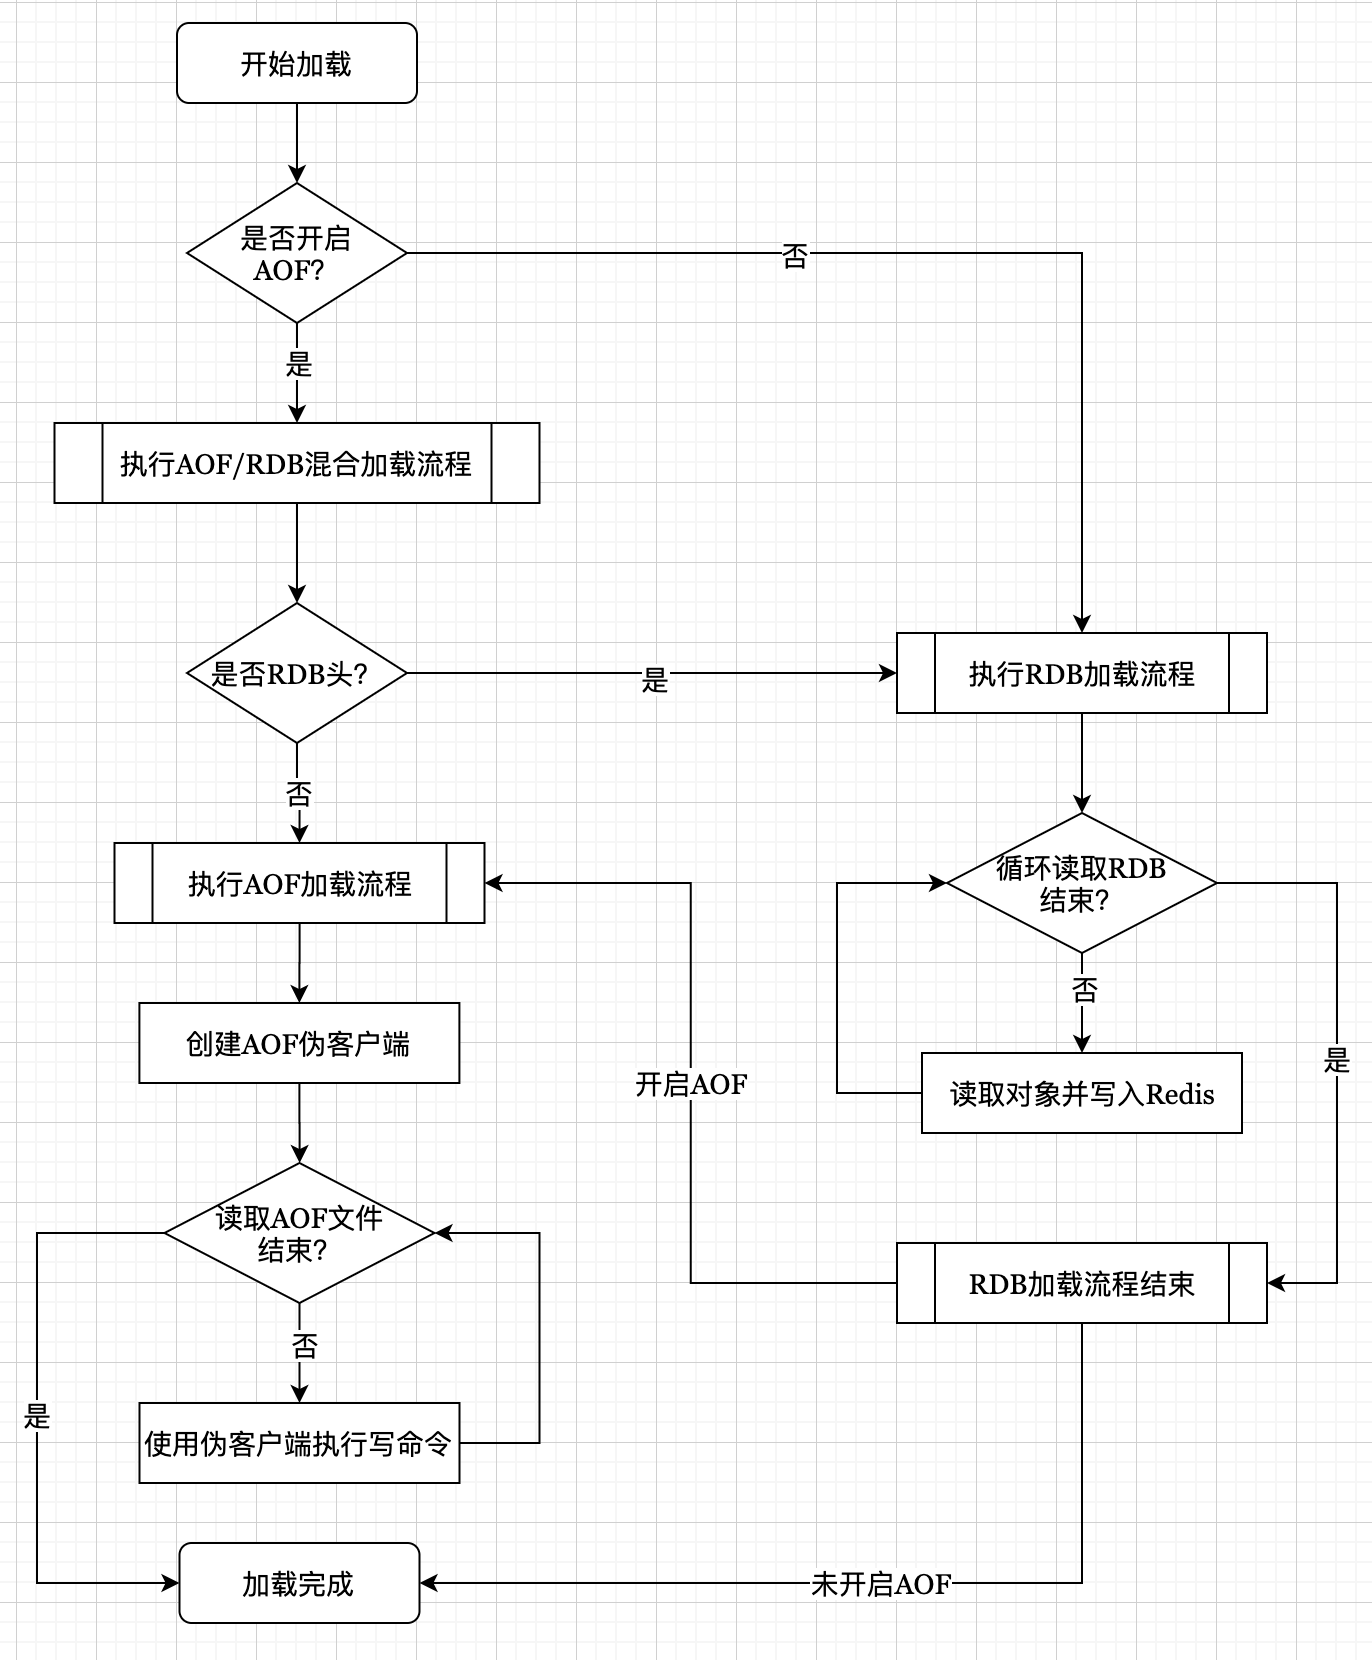 开始加载
是否开启
AOF?
否
是
执行AOF/RDB混合加载流程
是否RDB头?
是
执行RDB加载流程
否
循环读取RDB
结束?
执行AOF加载流程
否
创建AOF伪客户端
是
开启AOF
读取对象并写入Redis
读取AOF文件
结束?
RDB加载流程结束
否
是
使用伪客户端执行写命令
加载完成
未开启AOF